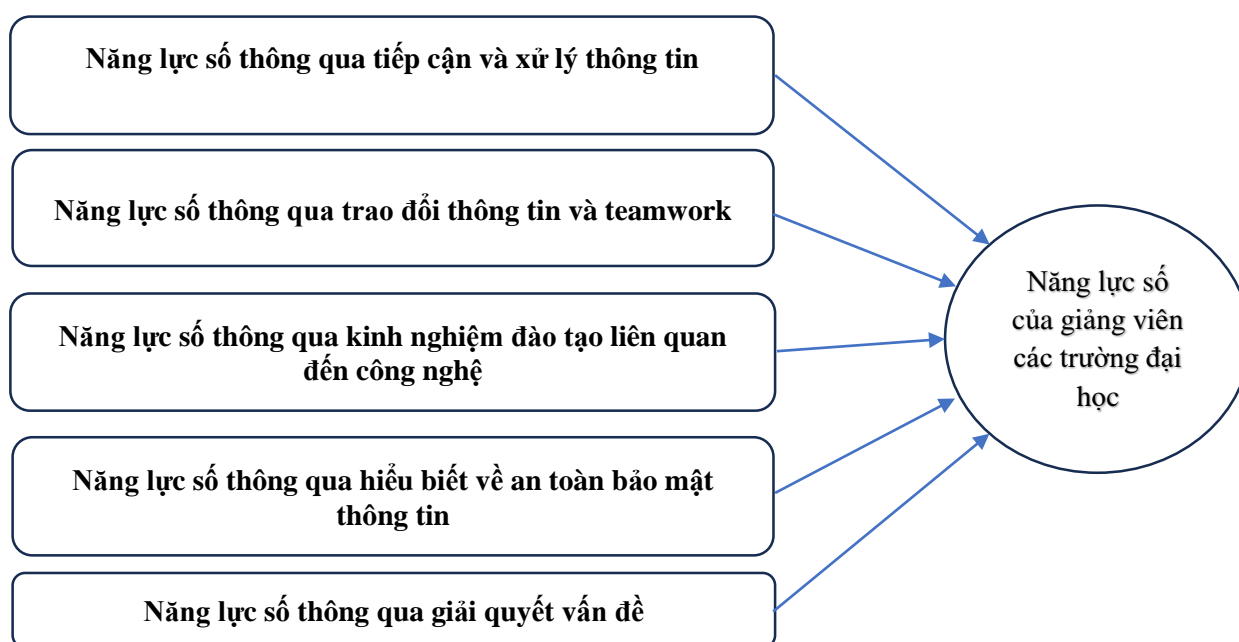 Năng lực số thông qua tiếp cận và xử lý thông tin
Năng lực số thông qua trao đổi thông tin và teamwork
Năng lực số thông qua kinh nghiệm đào tạo liên quan
đến công nghệ
Năng lực số thông qua hiểu biết về an toàn bảo mật
thông tin
Năng lực số thông qua giải quyết vấn đề
Năng lực số
của giảng viên
các trường đại
học